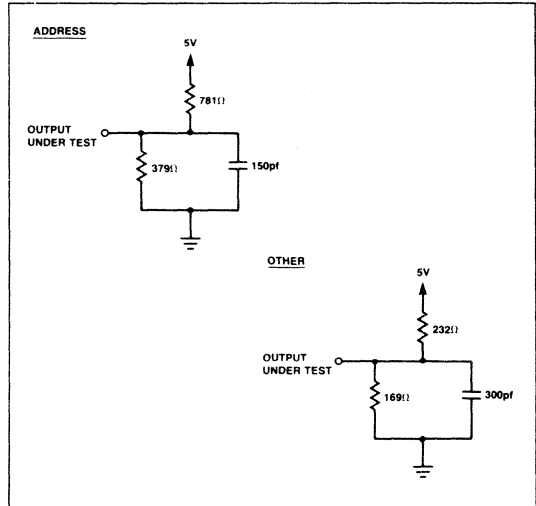 ADDRESS
5V
781Ω
OUTPUT
UNDER TEST
379Ω
150pf
OTHER
5V
232Ω
OUTPUT
UNDER TEST
169Ω
300pf